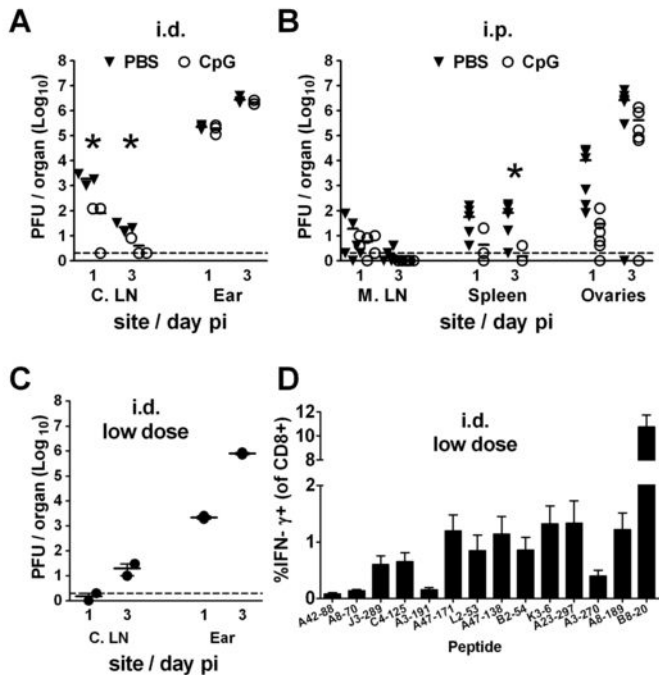 A
i.d.
▼ PBS ○ CpG
PFU / organ (Log10)
8
7
6
5
4
3
2
1
0
* *
1 3 1 3
C. LN Ear
site / day pi
B
i.p.
▼ PBS ○ CpG
PFU / organ (Log10)
8
7
6
5
4
3
2
1
0
*
1 3 1 3 1 3
M. LN Spleen Ovaries
site / day pi
C
i.d.
low dose
PFU / organ (Log10)
8
7
6
5
4
3
2
1
0
1 3 1 3
C. LN Ear
site / day pi
D
i.d.
low dose
%IFN- γ+ (of CD8+)
12
10
8
6
2
1
0
A42-88
A8-70
J3-289
C4-125
A3-191
A47-171
L2-53
A47-138
B2-54
K3-6
A23-297
A3-270
A8-189
B8-20
Peptide